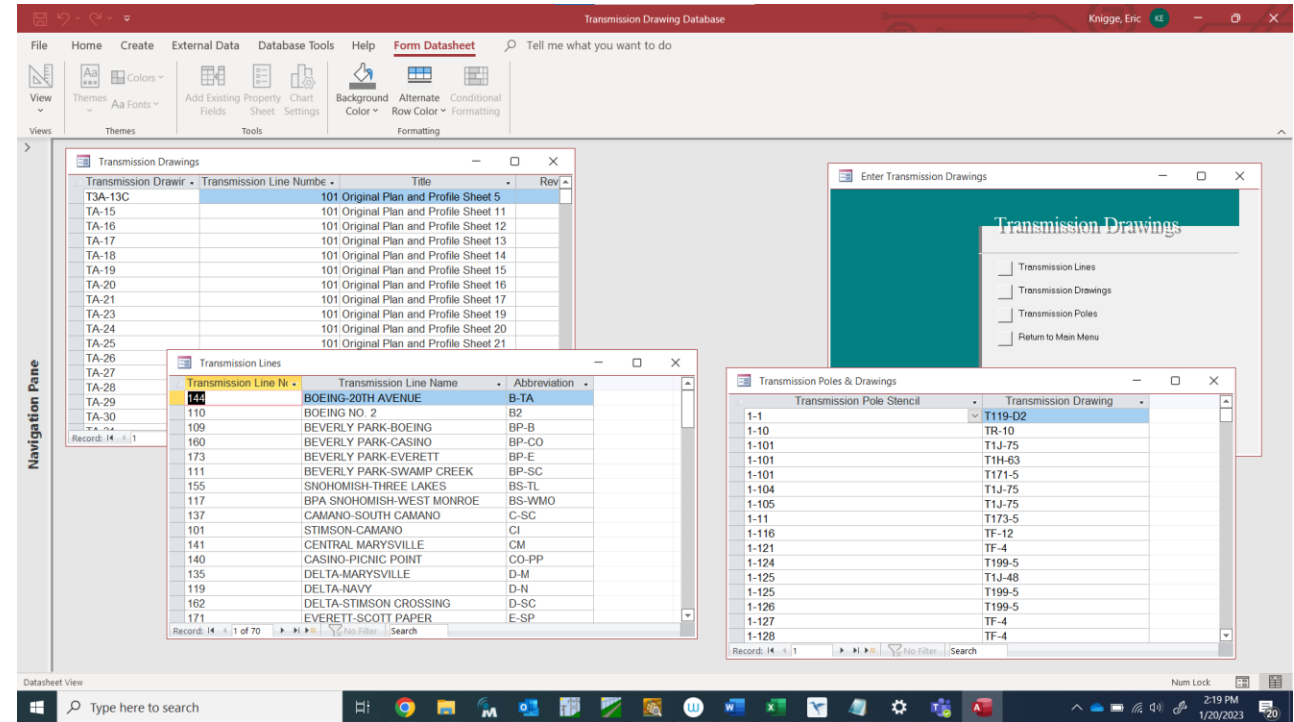 Transmission Drawing Database
Knigge, Eric KE
File Home Create External Data Database Tools Help Form Datasheet Tell me what you want to do
View
Themes
Aa Colors
Aa Fonts
Add Existing Fields
Property Sheet
Chart Settings
Background Color
Alternate Row Color
Conditional Formatting
Views Themes Tools Formatting
Navigation Pane
Transmission Drawings
Transmission Drawir Transmission Line Numbe Title Rev
T3A-13C 101 Original Plan and Profile Sheet 5
TA-15 101 Original Plan and Profile Sheet 11
TA-16 101 Original Plan and Profile Sheet 12
TA-17 101 Original Plan and Profile Sheet 13
TA-18 101 Original Plan and Profile Sheet 14
TA-19 101 Original Plan and Profile Sheet 15
TA-20 101 Original Plan and Profile Sheet 16
TA-21 101 Original Plan and Profile Sheet 17
TA-23 101 Original Plan and Profile Sheet 19
TA-24 101 Original Plan and Profile Sheet 20
TA-25 101 Original Plan and Profile Sheet 21
TA-26
TA-27
TA-28
TA-29
TA-30
Record: 1
Transmission Lines
Transmission Line Nu Transmission Line Name Abbreviation
144 BOEING-20TH AVENUE B-TA
110 BOEING NO. 2 B2
109 BEVERLY PARK-BOEING BP-B
160 BEVERLY PARK-CASINO BP-CO
173 BEVERLY PARK-EVERETT BP-E
111 BEVERLY PARK-SWAMP CREEK BP-SC
155 SNOHOMISH-THREE LAKES BS-TL
117 BPA SNOHOMISH-WEST MONROE BS-WMO
137 CAMANO-SOUTH CAMANO C-SC
101 STIMSON-CAMANO CI
141 CENTRAL MARYSVILLE CM
140 CASINO-PICNIC POINT CO-PP
135 DELTA-MARYSVILLE D-M
119 DELTA-NAVY D-N
162 DELTA-STIMSON CROSSING D-SC
171 EVERETT-SCOTT PAPER E-SP
Record: 1 of 70 No Filter Search
Enter Transmission Drawings
Transmission Drawings
Transmission Lines
Transmission Drawings
Transmission Poles
Return to Main Menu
Transmission Poles & Drawings
Transmission Pole Stencil Transmission Drawing
1-1 T119-D2
1-10 TR-10
1-101 T1J-75
1-101 T1H-63
1-101 T171-5
1-104 T1J-75
1-105 T1J-75
1-11 T173-5
1-116 TF-12
1-121 TF-4
1-124 T199-5
1-125 T1J-48
1-125 T199-5
1-126 T199-5
1-127 TF-4
1-128 TF-4
Record: 1 No Filter Search
Datasheet View Num Lock
Type here to search
2:19 PM
1/20/2023
20